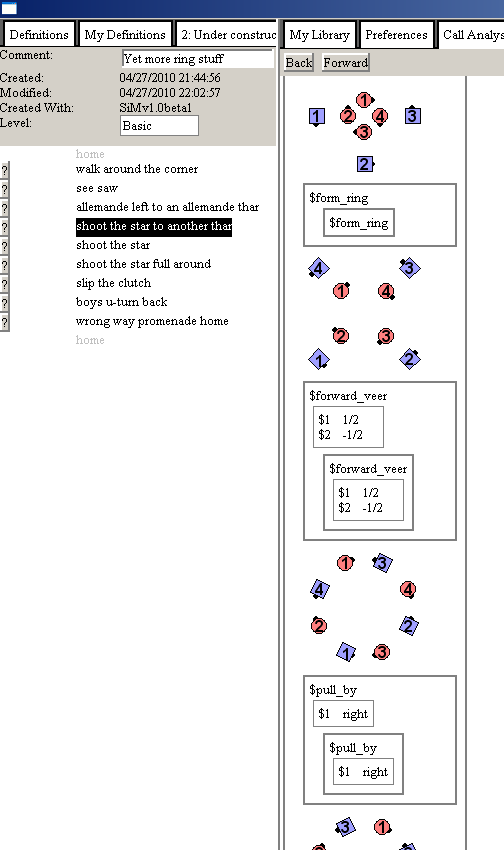 Definitions
My Definitions
2: Under construc
My Library
Preferences
Call Analys
Comment:
Yet more ring stuff
Created:
04/27/2010 21:44:56
Modified:
04/27/2010 22:02:57
Created With:
SiMv1.0beta1
Level:
Basic
home
? walk around the corner
? see saw
? allemande left to an allemande thar
? shoot the star to another thar
? shoot the star
? shoot the star full around
? slip the clutch
? boys u-turn back
? wrong way promenade home
home
Back
Forward
1
1 2 4 3
3
2
$form_ring
$form_ring
4 3
1 4
2 3
1 2
$forward_veer
$1 1/2
$2 -1/2
$forward_veer
$1 1/2
$2 -1/2
1 3
4 4
2 2
1 3
$pull_by
$1 right
$pull_by
$1 right
3 1